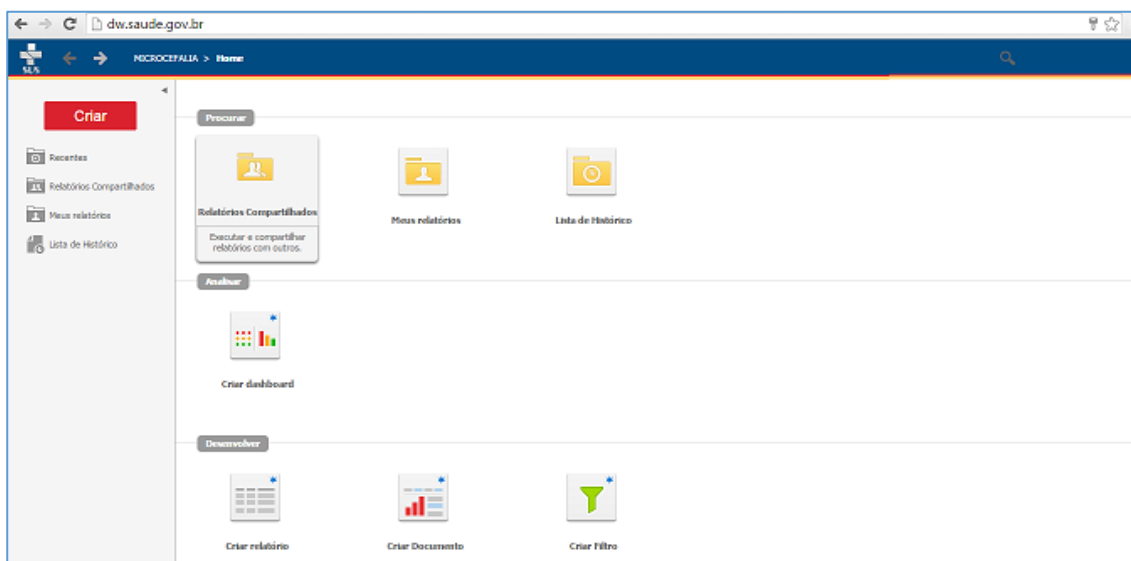 dw.saude.gov.br
SUS
MICROCEFALIA > Home
Criar
Recentes
Relatórios Compartilhados
Meus relatórios
Lista de Histórico
Procurar
Relatórios Compartilhados
Executar e compartilhar
relatórios com outros.
Meus relatórios
Lista de Histórico
Analisar
Criar dashboard
Desenvolver
Criar relatório
Criar Documento
Criar Filtro